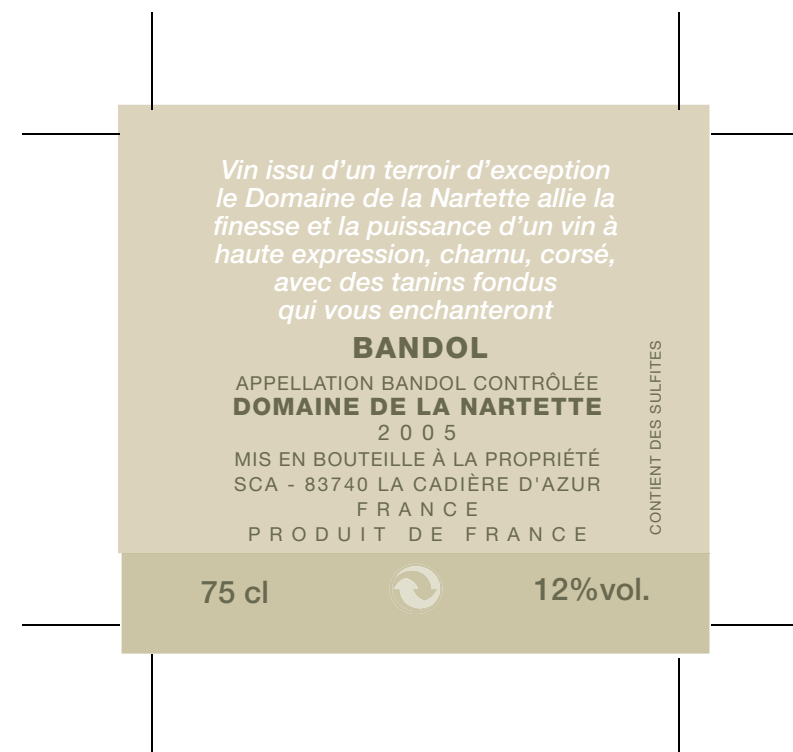 Vin issu d’un terroir d’exception
le Domaine de la Nartette allie la
finesse et la puissance d’un vin à
haute expression, charnu, corsé,
avec des tanins fondus
qui vous enchanteront
BANDOL
APPELLATION BANDOL CONTRÔLÉE
DOMAINE DE LA NARTETTE
2005
MIS EN BOUTEILLE À LA PROPRIÉTÉ
SCA - 83740 LA CADIÈRE D'AZUR
FRANCE
PRODUIT DE FRANCE
CONTIENT DES SULFITES
75 cl
12%vol.